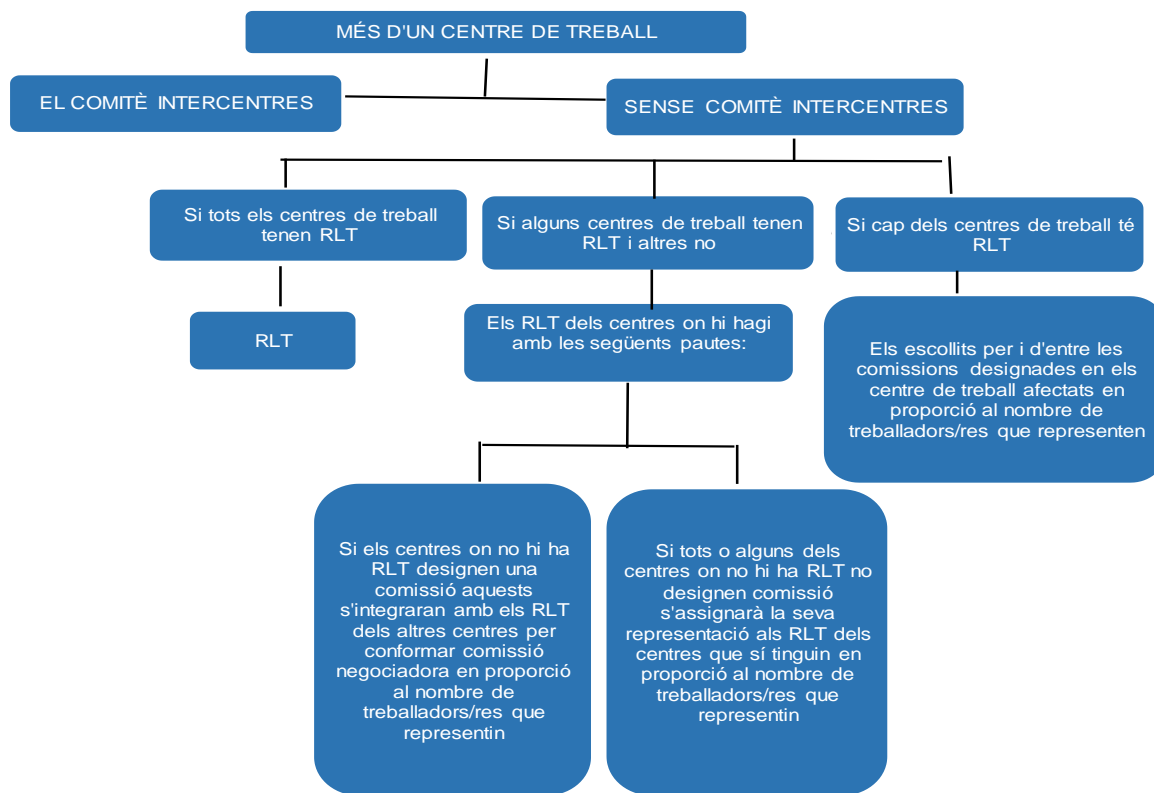 MÉS D'UN CENTRE DE TREBALL
EL COMITÈ INTERCENTRES
SENSE COMITÈ INTERCENTRES
Si tots els centres de treball
tenen RLT
Si alguns centres de treball tenen
RLT i altres no
Si cap dels centres de treball té
RLT
RLT
Els RLT dels centres on hi hagi
amb les següents pautes:
Els escollits per i d'entre les
comissions designades en els
centre de treball afectats en
proporció al nombre de
treballadors/res que representen
Si els centres on no hi ha
RLT designen una
comissió aquests
s'integraran amb els RLT
dels altres centres per
conformar comissió
negociadora en proporció
al nombre de
treballadors/res que
representin
Si tots o alguns dels
centres on no hi ha RLT no
designen comissió
s'assignarà la seva
representació als RLT dels
centres que sí tinguin en
proporció al nombre de
treballadors/res que
representin